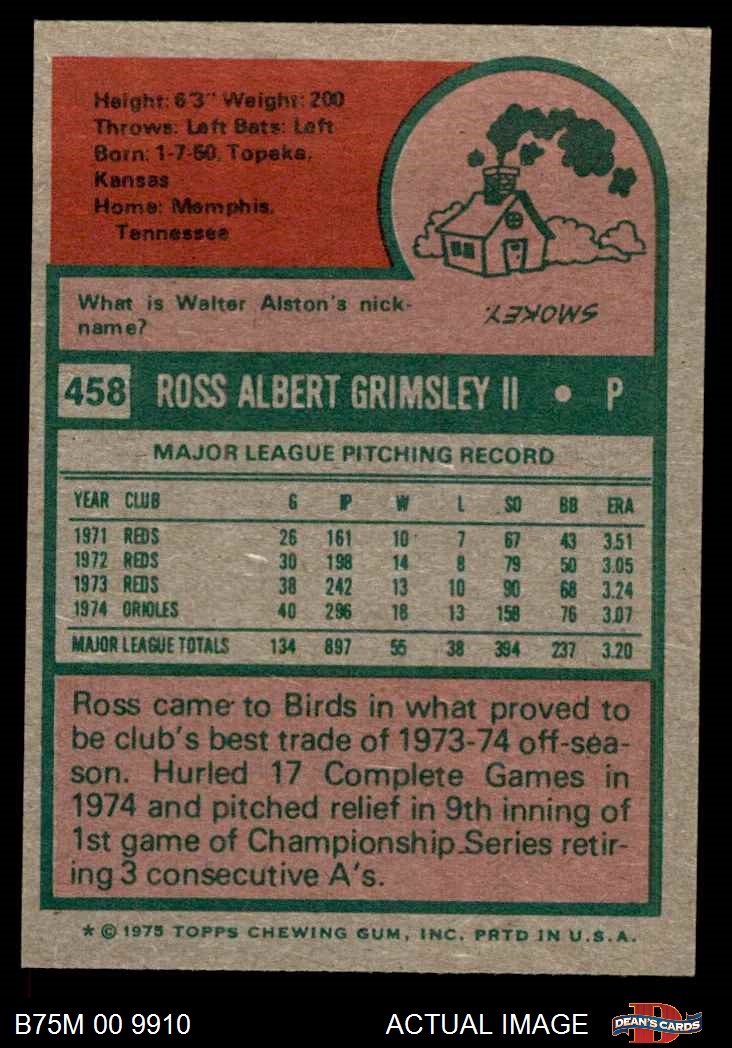 Height: 6'3" Weight: 200
Throws: Left Bats: Left
Born: 1-7-50, Topeka,
Kansas
Home: Memphis,
Tennessee
What is Walter Alston's nick-
name?
SMOKEY.
458 ROSS ALBERT GRIMSLEY II • P
MAJOR LEAGUE PITCHING RECORD
YEAR CLUB G IP W L SO BB ERA
1971 REDS 26 161 10 7 67 43 3.51
1972 REDS 30 198 14 8 79 50 3.05
1973 REDS 38 242 13 10 90 68 3.24
1974 ORIOLES 40 296 18 13 158 76 3.07
MAJOR LEAGUE TOTALS 134 897 55 38 394 237 3.20
Ross came to Birds in what proved to
be club's best trade of 1973-74 off-sea-
son. Hurled 17 Complete Games in
1974 and pitched relief in 9th inning of
1st game of Championship Series retir-
ing 3 consecutive A's.
* © 1975 TOPPS CHEWING GUM, INC. PRTD IN U.S.A.
B75M 00 9910 ACTUAL IMAGE DEAN'S CARDS